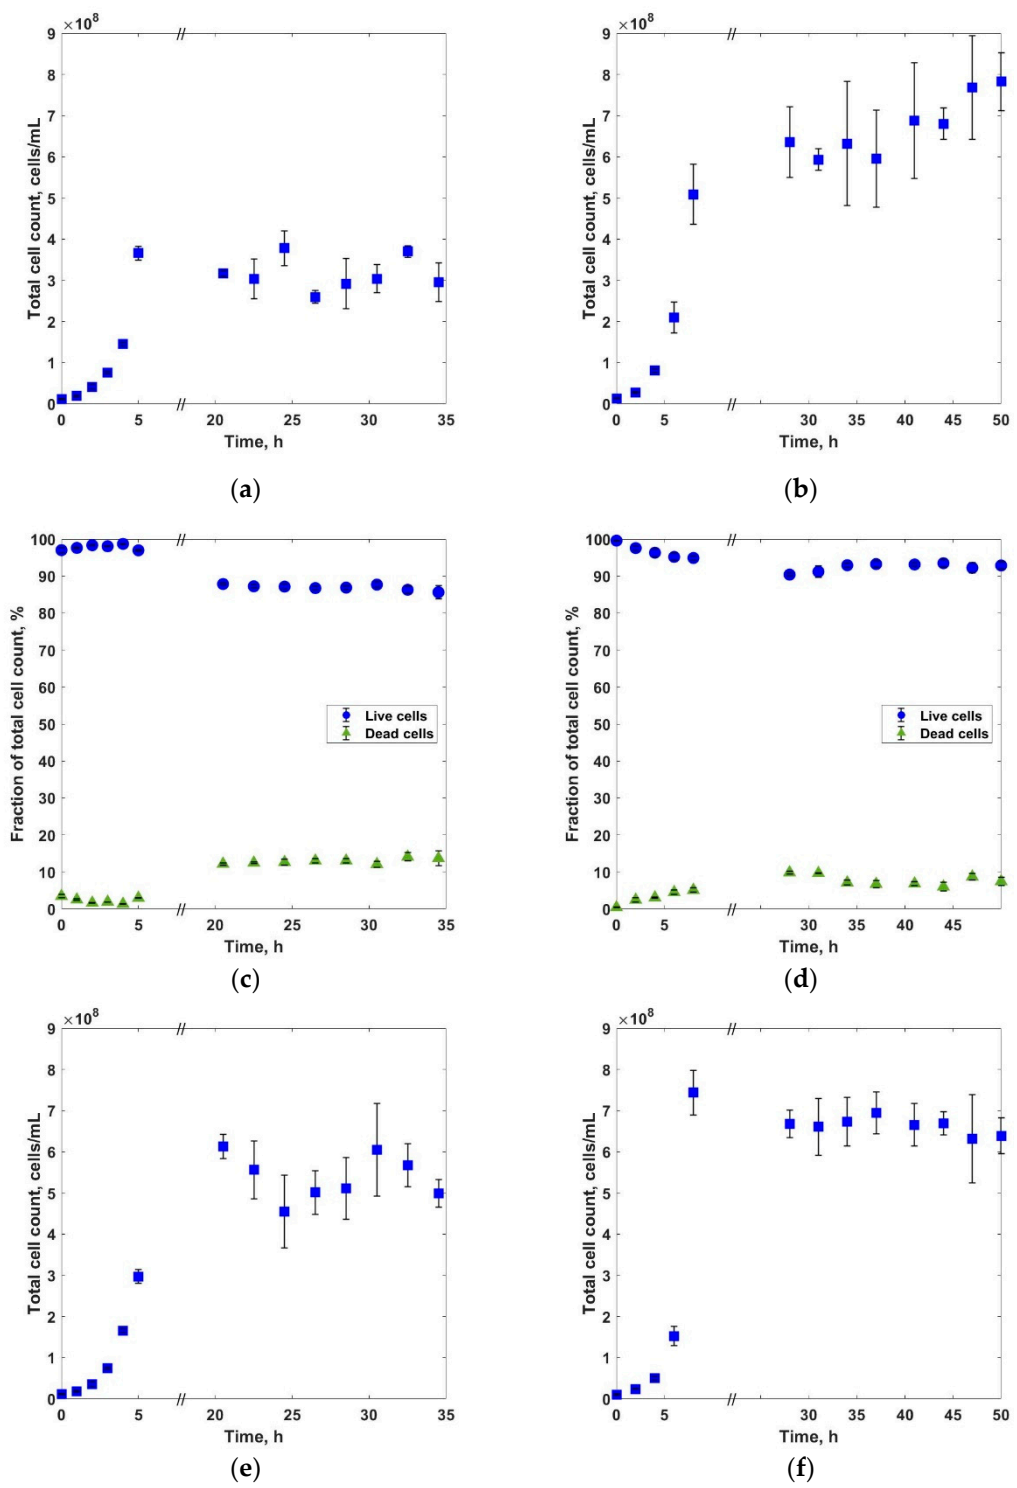 ×10⁸
9
8
7
6
5
4
3
2
1
0
Total cell count, cells/mL
0 5 // 20 25 30 35
Time, h
(a)
×10⁸
9
8
7
6
5
4
3
2
1
0
Total cell count, cells/mL
0 5 // 30 35 40 45 50
Time, h
(b)
100
90
80
70
60
50
40
30
20
10
0
Fraction of total cell count, %
Live cells
Dead cells
0 5 // 20 25 30 35
Time, h
(c)
100
90
80
70
60
50
40
30
20
10
0
Fraction of total cell count, %
Live cells
Dead cells
0 5 // 30 35 40 45 50
Time, h
(d)
×10⁸
9
8
7
6
5
4
3
2
1
0
Total cell count, cells/mL
0 5 // 20 25 30 35
Time, h
(e)
×10⁸
9
8
7
6
5
4
3
2
1
0
Total cell count, cells/mL
0 5 // 30 35 40 45 50
Time, h
(f)